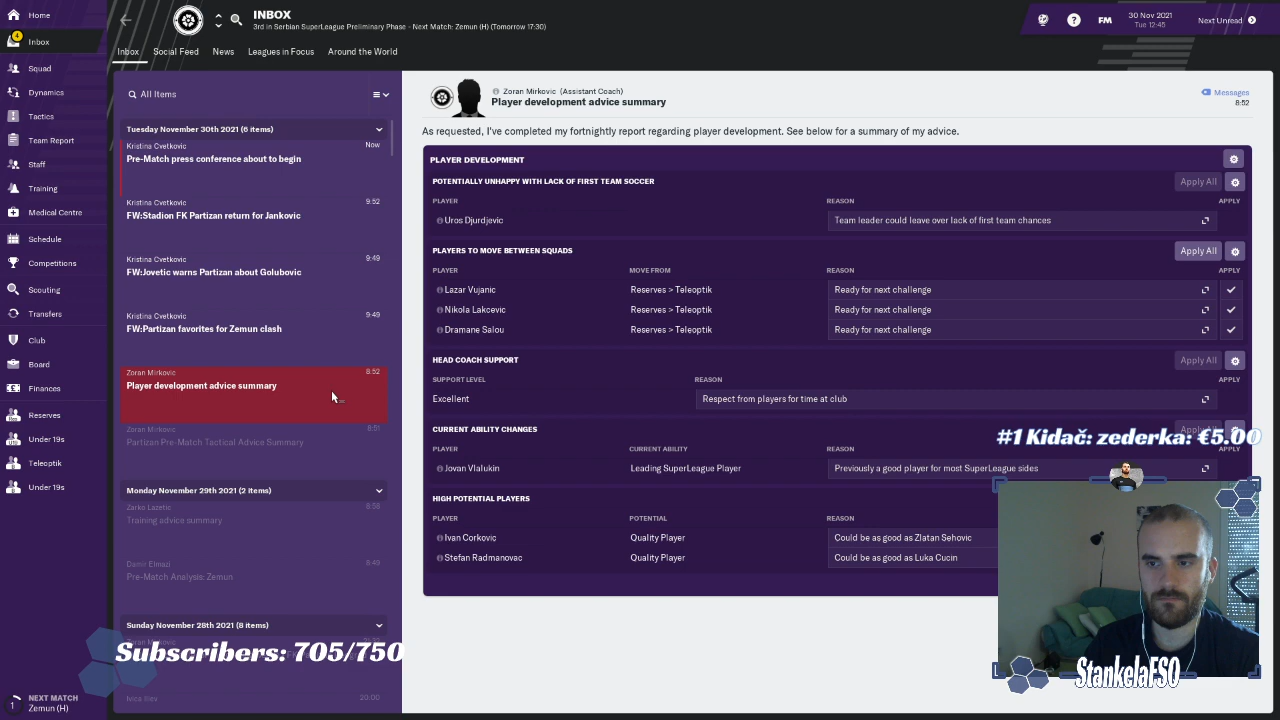 Home
Inbox
4
Squad
Dynamics
Tactics
Team Report
Staff
Training
Medical Centre
Schedule
Competitions
Scouting
Transfers
Club
Board
Finances
Reserves
Under 19s
Teleoptik
Under 19s
1
NEXT MATCH
Zemun (H)
INBOX
3rd in Serbian SuperLeague Preliminary Phase - Next Match: Zemun (H) (Tomorrow 17:30)
FM
30 Nov 2021
Tue 12:45
Next Unread
Inbox Social Feed News Leagues in Focus Around the World
All Items
Tuesday November 30th 2021 (6 items)
Kristina Cvetkovic Now
Pre-Match press conference about to begin
Kristina Cvetkovic 9:52
FW:Stadion FK Partizan return for Jankovic
Kristina Cvetkovic 9:49
FW:Jovetic warns Partizan about Golubovic
Kristina Cvetkovic 9:49
FW:Partizan favorites for Zemun clash
Zoran Mirkovic 8:52
Player development advice summary
Zoran Mirkovic 8:51
Partizan Pre-Match Tactical Advice Summary
Monday November 29th 2021 (2 items)
Zarko Lazetic 8:58
Training advice summary
Damir Elmazi 8:49
Pre-Match Analysis: Zemun
Sunday November 28th 2021 (8 items)
Zoran Mirkovic
Subscribers: 705/750
Ivica Iliev 20:00
Zoran Mirkovic (Assistant Coach)
Player development advice summary
Messages
8:52
As requested, I've completed my fortnightly report regarding player development. See below for a summary of my advice.
PLAYER DEVELOPMENT
POTENTIALLY UNHAPPY WITH LACK OF FIRST TEAM SOCCER Apply All
PLAYER REASON APPLY
Uros Djurdjevic Team leader could leave over lack of first team chances
PLAYERS TO MOVE BETWEEN SQUADS Apply All
PLAYER MOVE FROM REASON APPLY
Lazar Vujanic Reserves > Teleoptik Ready for next challenge
Nikola Lakcevic Reserves > Teleoptik Ready for next challenge
Dramane Salou Reserves > Teleoptik Ready for next challenge
HEAD COACH SUPPORT Apply All
SUPPORT LEVEL REASON APPLY
Excellent Respect from players for time at club
CURRENT ABILITY CHANGES
#1 Kidač: zederka: €5.00
PLAYER CURRENT ABILITY REASON APPLY
Jovan Vlalukin Leading SuperLeague Player Previously a good player for most SuperLeague sides
HIGH POTENTIAL PLAYERS
PLAYER POTENTIAL REASON
Ivan Corkovic Quality Player Could be as good as Zlatan Sehovic
Stefan Radmanovac Quality Player Could be as good as Luka Cucin
StankelaFSO